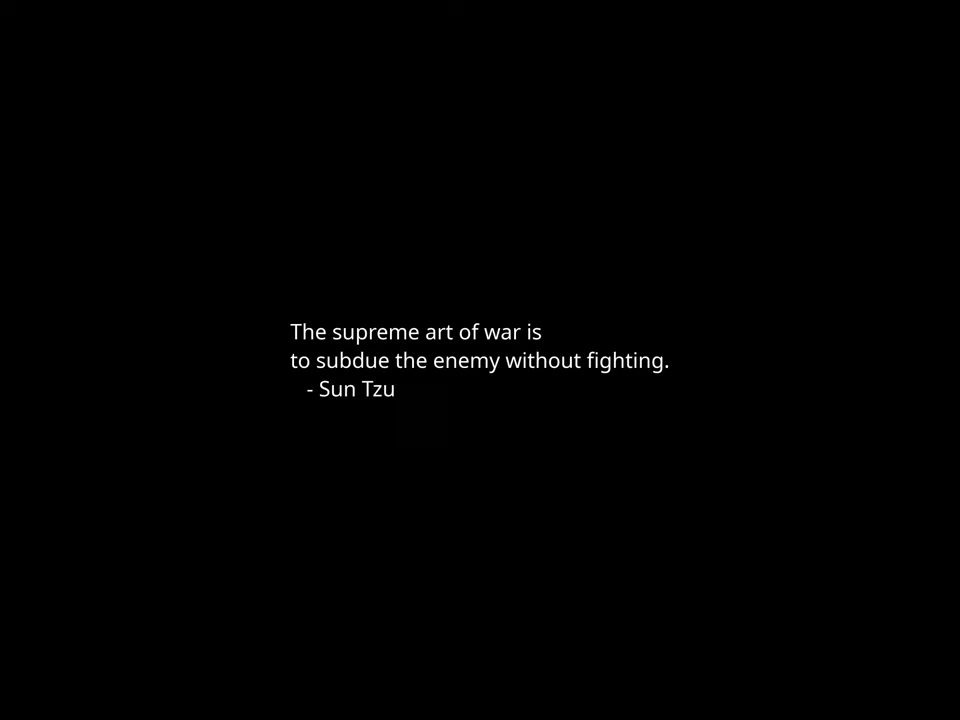 The supreme art of war is
to subdue the enemy without fighting.
- Sun Tzu